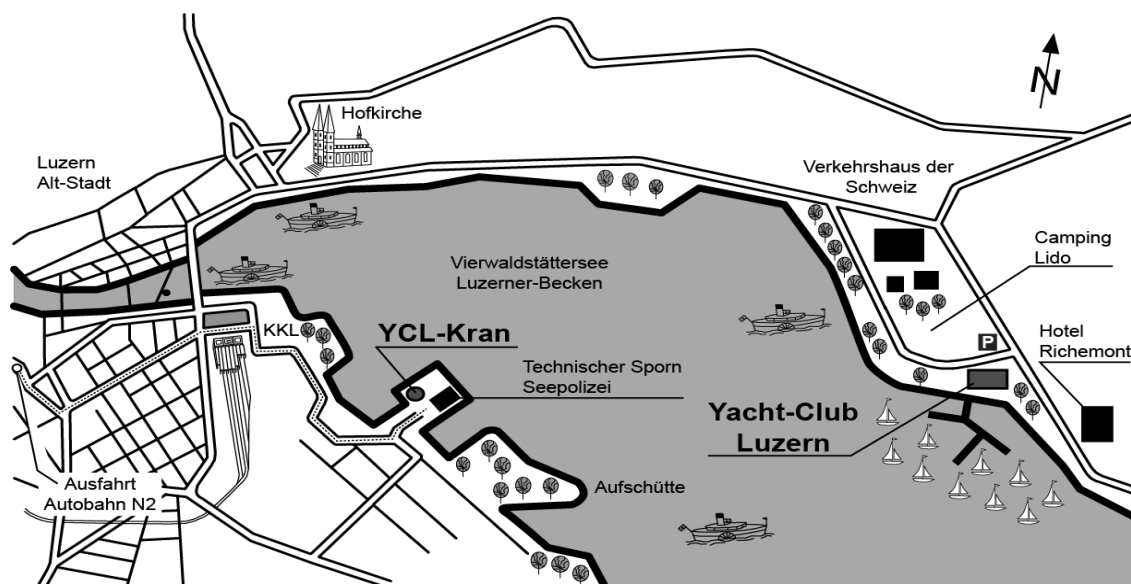 N
Hofkirche
Luzern
Alt-Stadt
Verkehrshaus der
Schweiz
Camping
Lido
Vierwaldstättersee
Luzerner-Becken
KKL
YCL-Kran
Hotel
Richemont
P
Technischer Sporn
Seepolizei
Yacht-Club
Luzern
Ausfahrt
Autobahn N2
Aufschütte